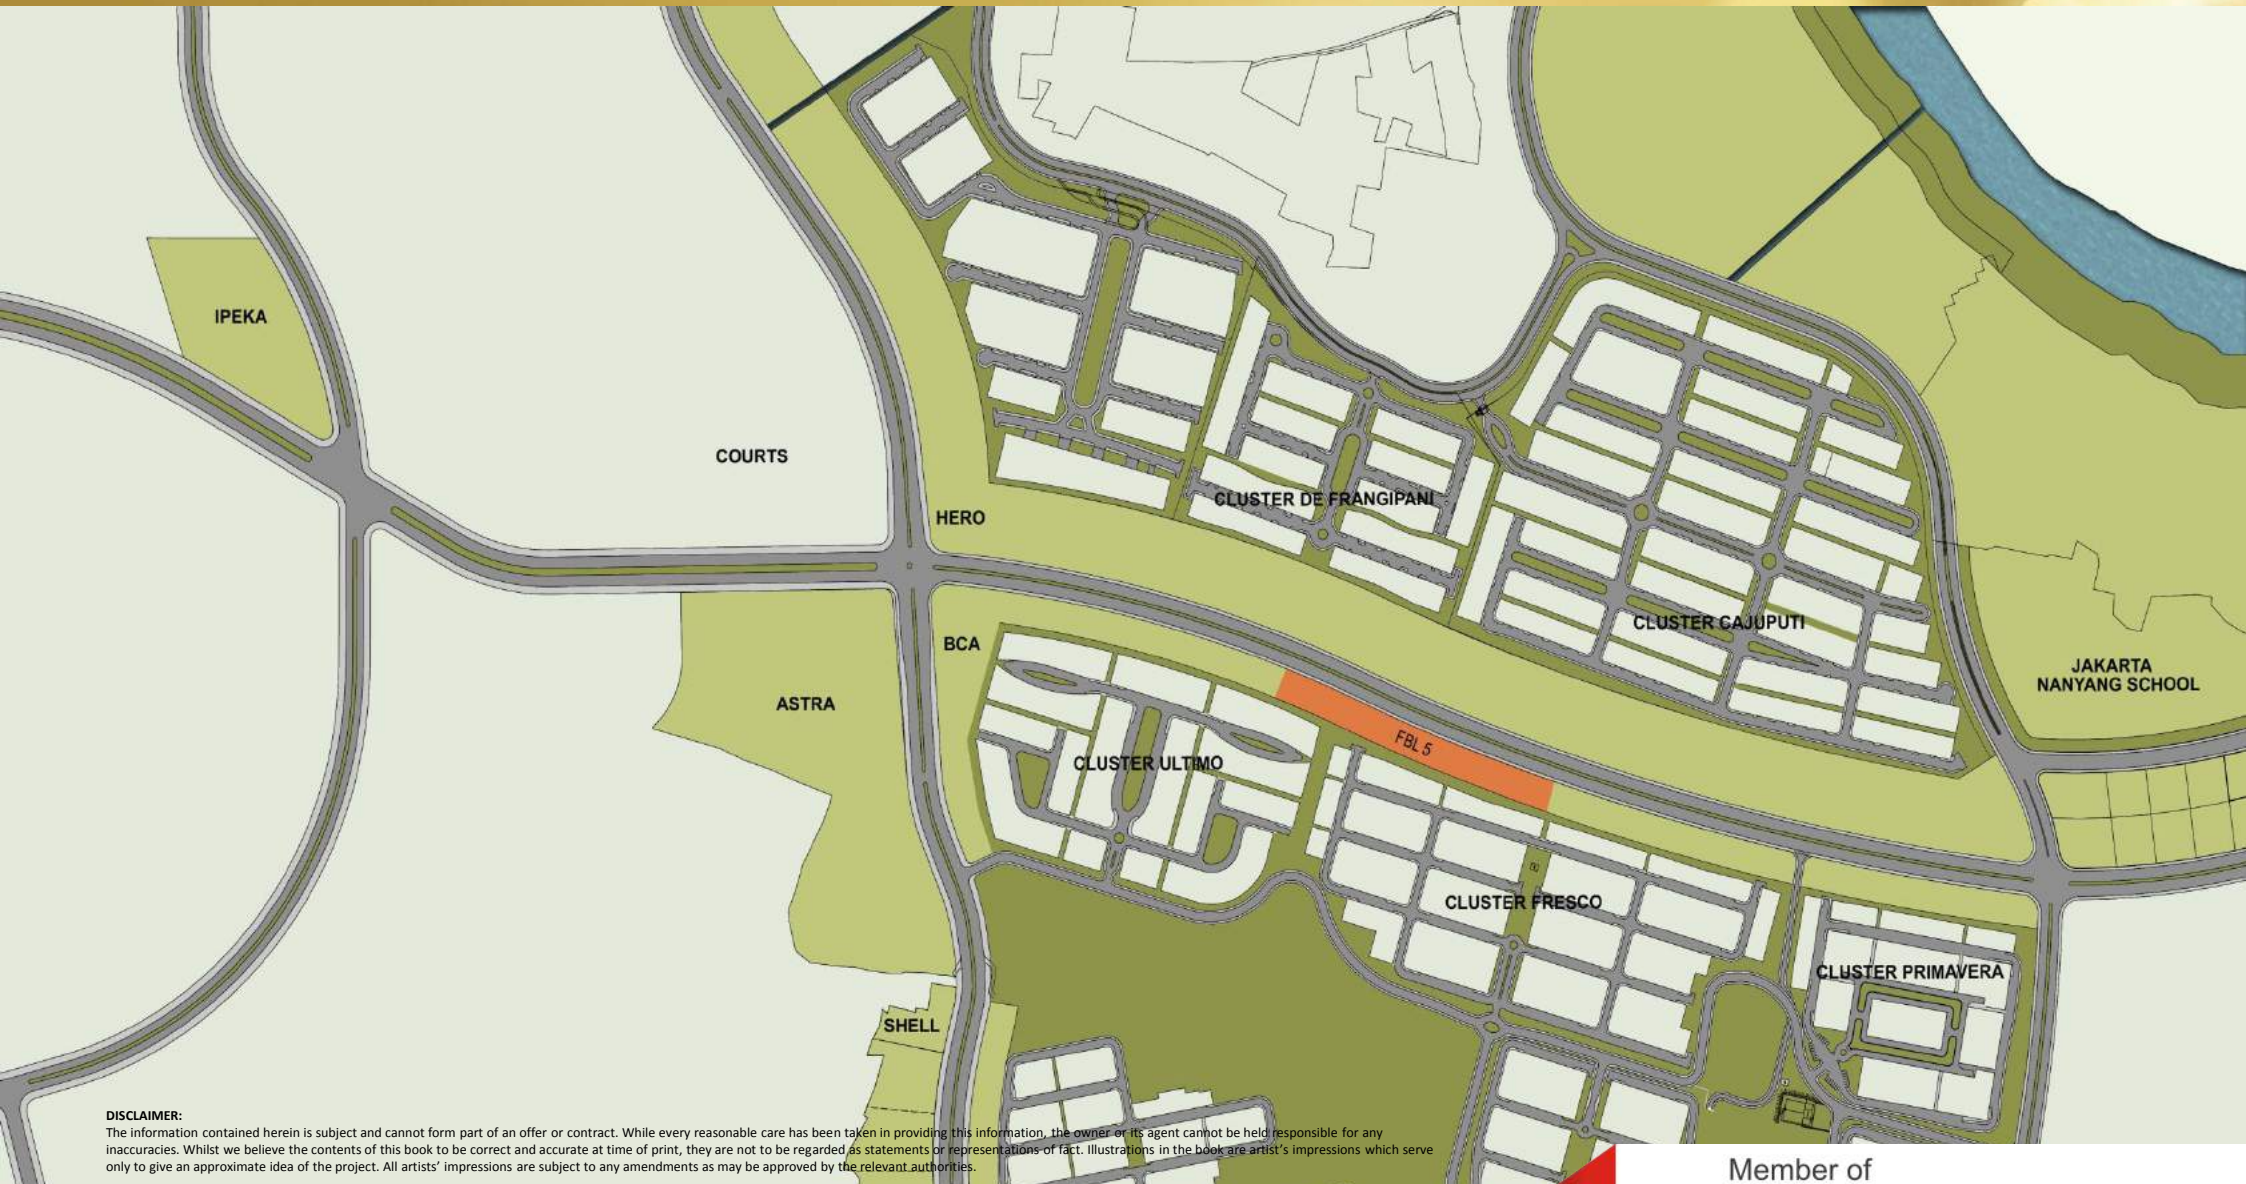 IPEKA
COURTS
HERO
CLUSTER DE FRANGIPANI
CLUSTER CAJUPUTI
BCA
ASTRA
JAKARTA
NANYANG SCHOOL
FBL 5
CLUSTER ULTIMO
CLUSTER FRESCO
CLUSTER PRIMAVERA
SHELL
DISCLAIMER:
The information contained herein is subject and cannot form part of an offer or contract. While every reasonable care has been taken in providing this information, the owner or its agent cannot be held responsible for any
inaccuracies. Whilst we believe the contents of this book to be correct and accurate at time of print, they are not to be regarded as statements or representations of fact. Illustrations in the book are artist's impressions which serve
only to give an approximate idea of the project. All artists' impressions are subject to any amendments as may be approved by the relevant authorities.
Member of